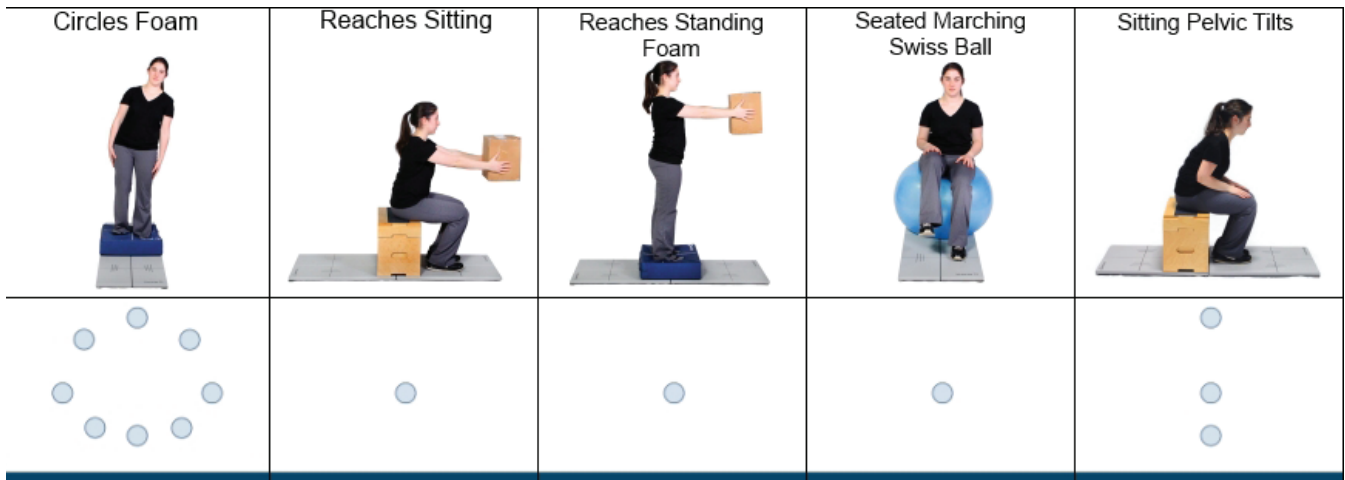 Circles Foam
Reaches Sitting
Reaches Standing
Foam
Seated Marching
Swiss Ball
Sitting Pelvic Tilts